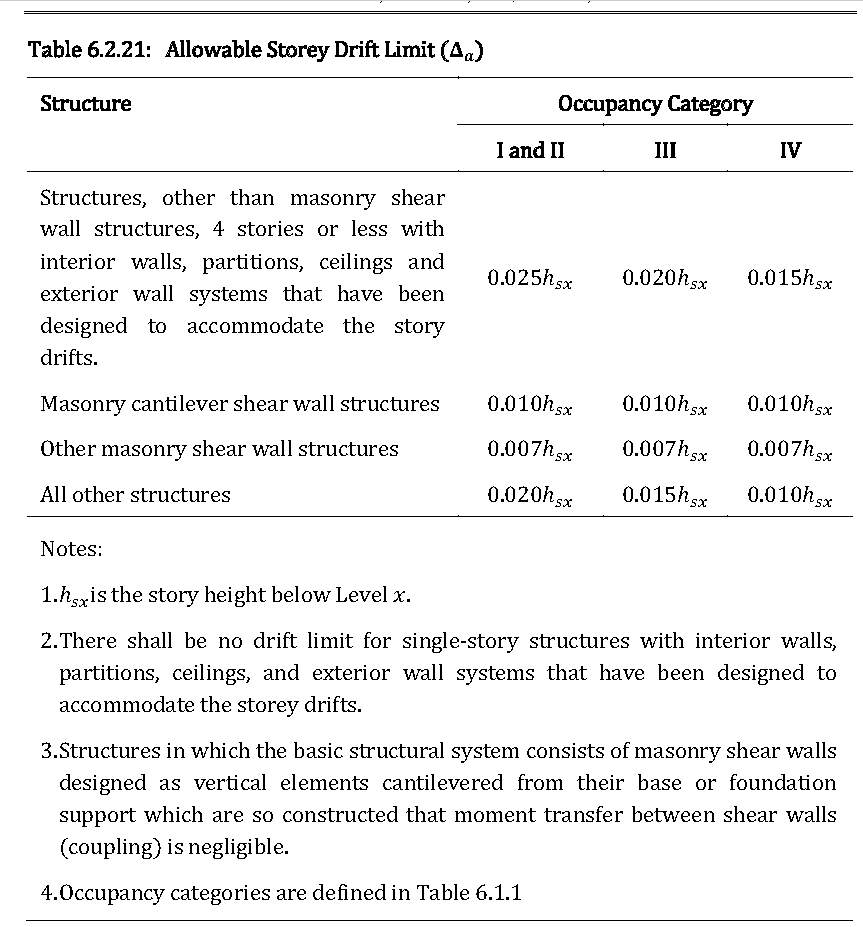 Table 6.2.21: Allowable Storey Drift Limit (Δₐ)
Structure Occupancy Category
I and II III IV
Structures, other than masonry shear
wall structures, 4 stories or less with
interior walls, partitions, ceilings and
exterior wall systems that have been
designed to accommodate the story
drifts.
0.025hsx 0.020hsx 0.015hsx
Masonry cantilever shear wall structures 0.010hsx 0.010hsx 0.010hsx
Other masonry shear wall structures 0.007hsx 0.007hsx 0.007hsx
All other structures 0.020hsx 0.015hsx 0.010hsx
Notes:
1.hsx is the story height below Level x.
2.There shall be no drift limit for single-story structures with interior walls,
partitions, ceilings, and exterior wall systems that have been designed to
accommodate the storey drifts.
3.Structures in which the basic structural system consists of masonry shear walls
designed as vertical elements cantilevered from their base or foundation
support which are so constructed that moment transfer between shear walls
(coupling) is negligible.
4.Occupancy categories are defined in Table 6.1.1